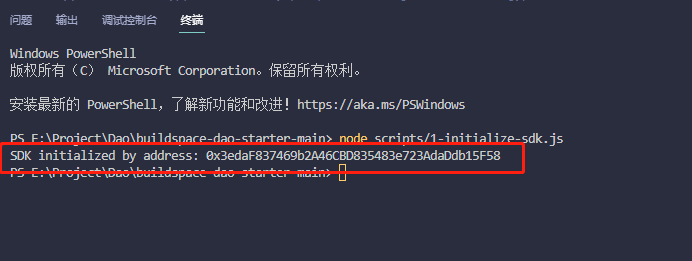 问题 输出 调试控制台 终端
Windows PowerShell
版权所有（C） Microsoft Corporation。保留所有权利。
安装最新的 PowerShell，了解新功能和改进！https://aka.ms/PSWindows
PS E:\Project\Dao\buildspace-dao-starter-main> node scripts/1-initialize-sdk.js
SDK initialized by address: 0x3edaF837469b2A46CBD835483e723AdaDdb15F58
PS E:\Project\Dao\buildspace-dao-starter-main>